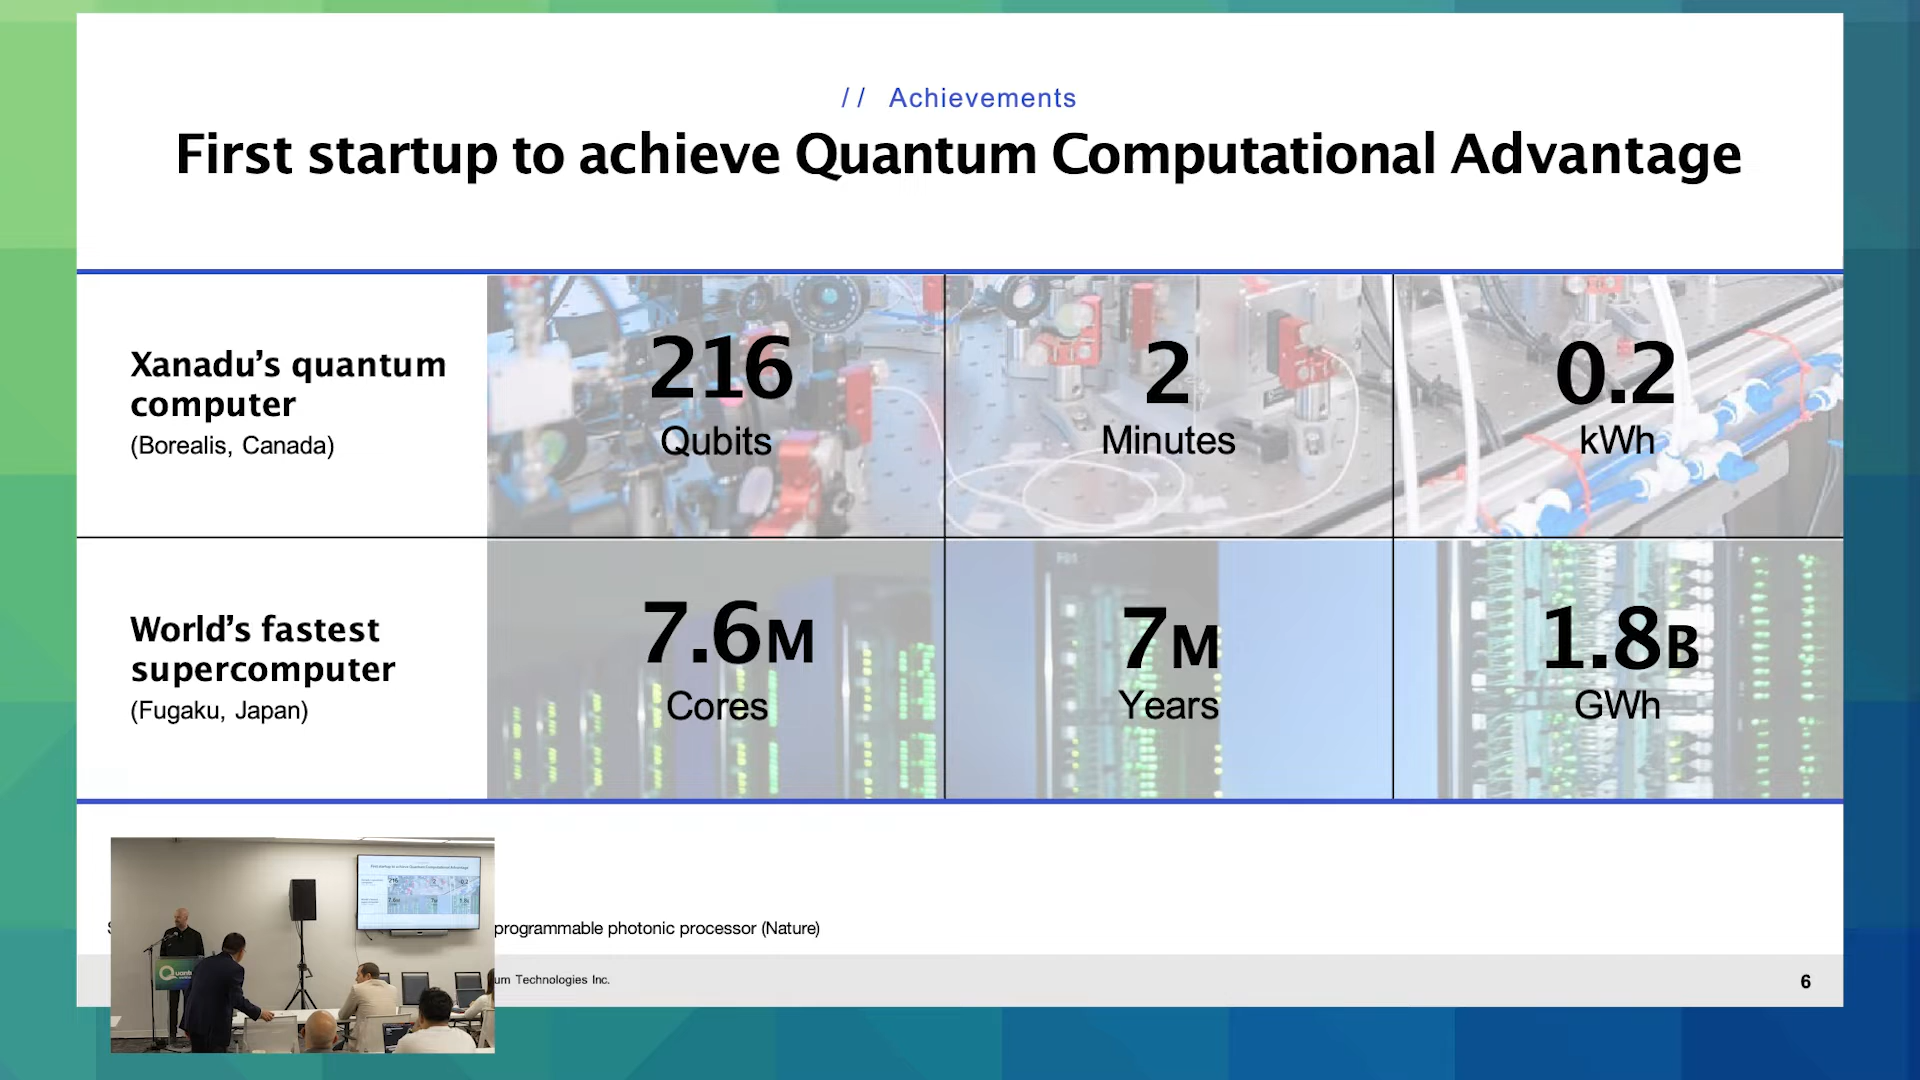 // Achievements
First startup to achieve Quantum Computational Advantage
Xanadu's quantum
computer
(Borealis, Canada)
216
Qubits
2
Minutes
0.2
kWh
World's fastest
supercomputer
(Fugaku, Japan)
7.6M
Cores
7M
Years
1.8B
GWh
programmable photonic processor (Nature)
Technologies Inc.
6